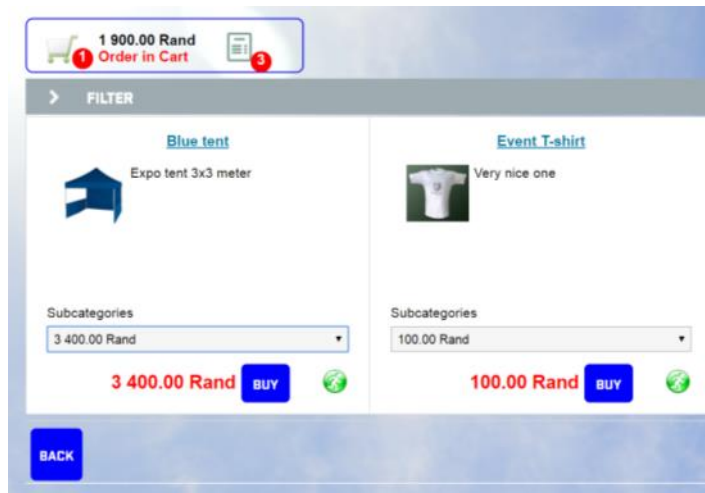 1 900.00 Rand
1 Order in Cart
3
FILTER
Blue tent
Expo tent 3x3 meter
Subcategories
3 400.00 Rand
3 400.00 Rand BUY
Event T-shirt
Very nice one
Subcategories
100.00 Rand
100.00 Rand BUY
BACK